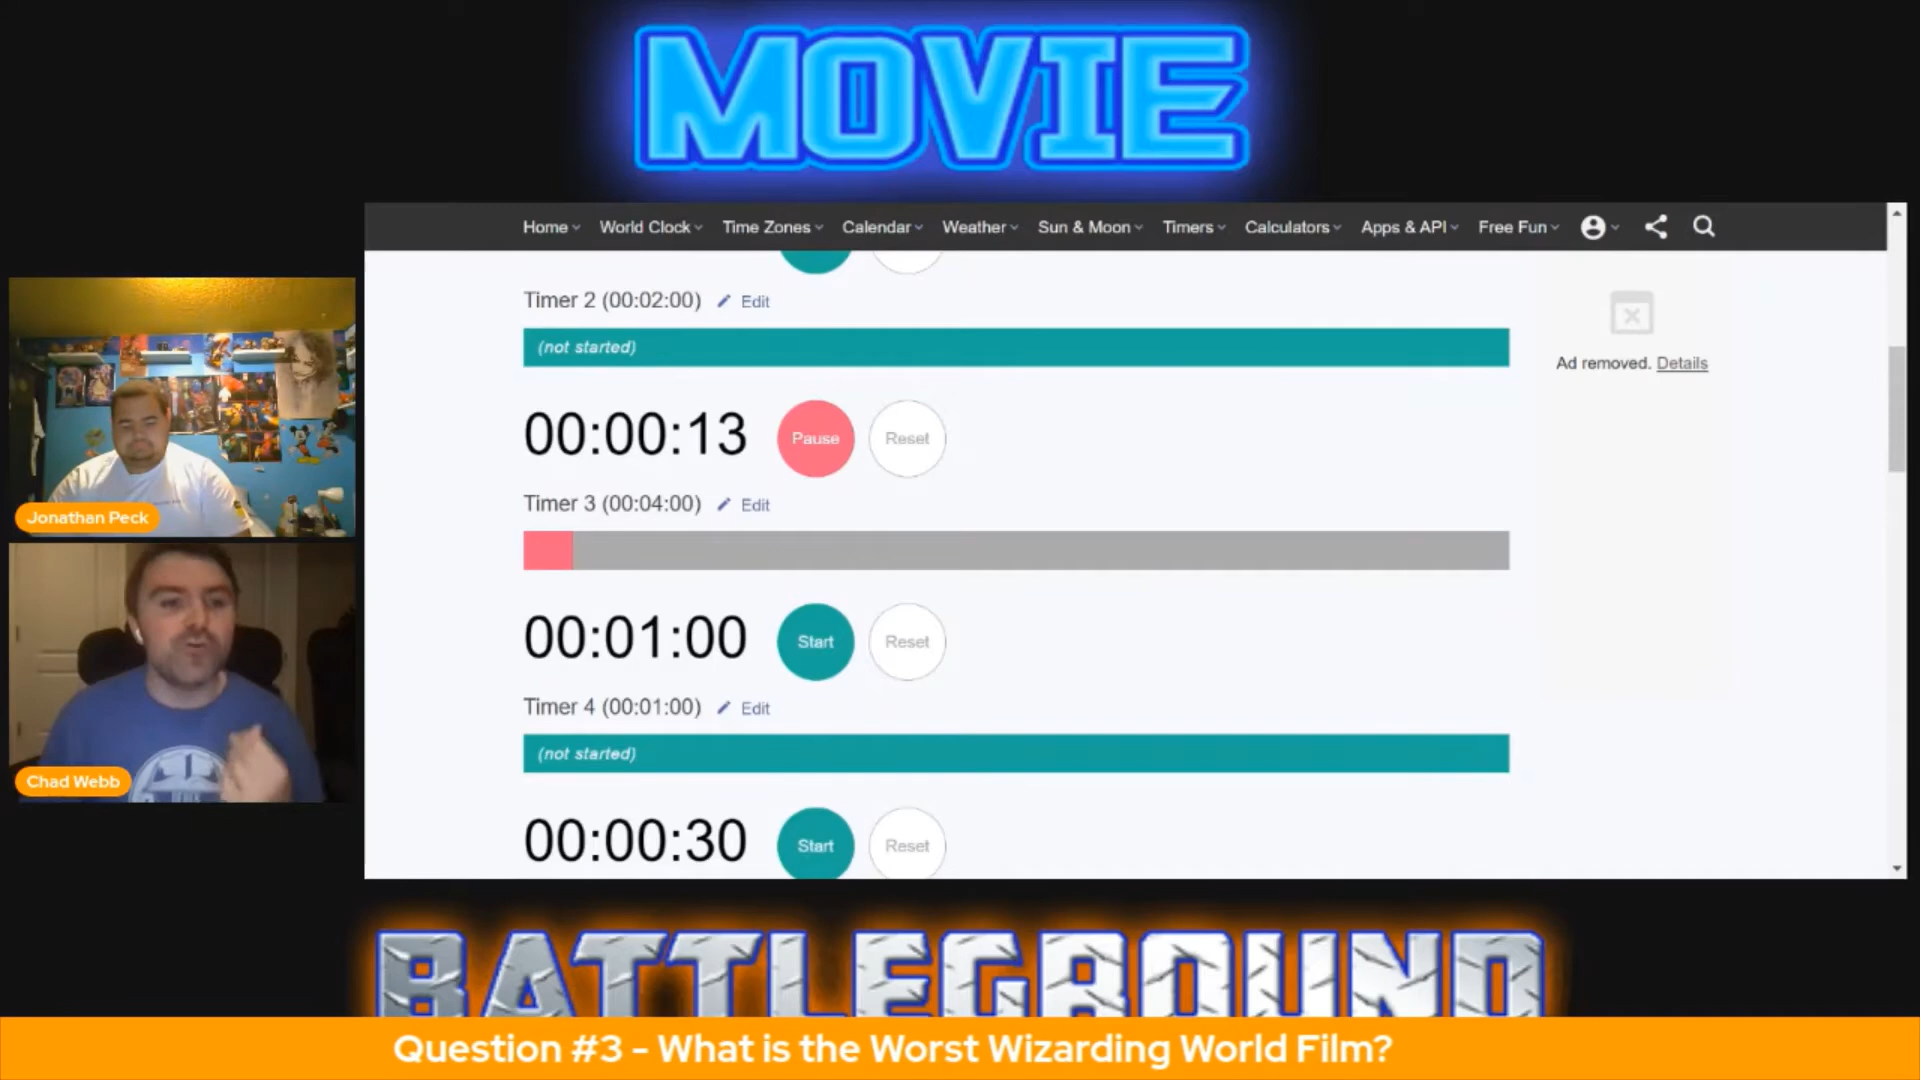 MOVIE
Home World Clock Time Zones Calendar Weather Sun & Moon Timers Calculators Apps & API Free Fun
Timer 2 (00:02:00) Edit
(not started)
Ad removed. Details
00:00:13 Pause Reset
Timer 3 (00:04:00) Edit
00:01:00 Start Reset
Timer 4 (00:01:00) Edit
(not started)
00:00:30 Start Reset
Jonathan Peck
Chad Webb
BATTLEGROUND
Question #3 - What is the Worst Wizarding World Film?